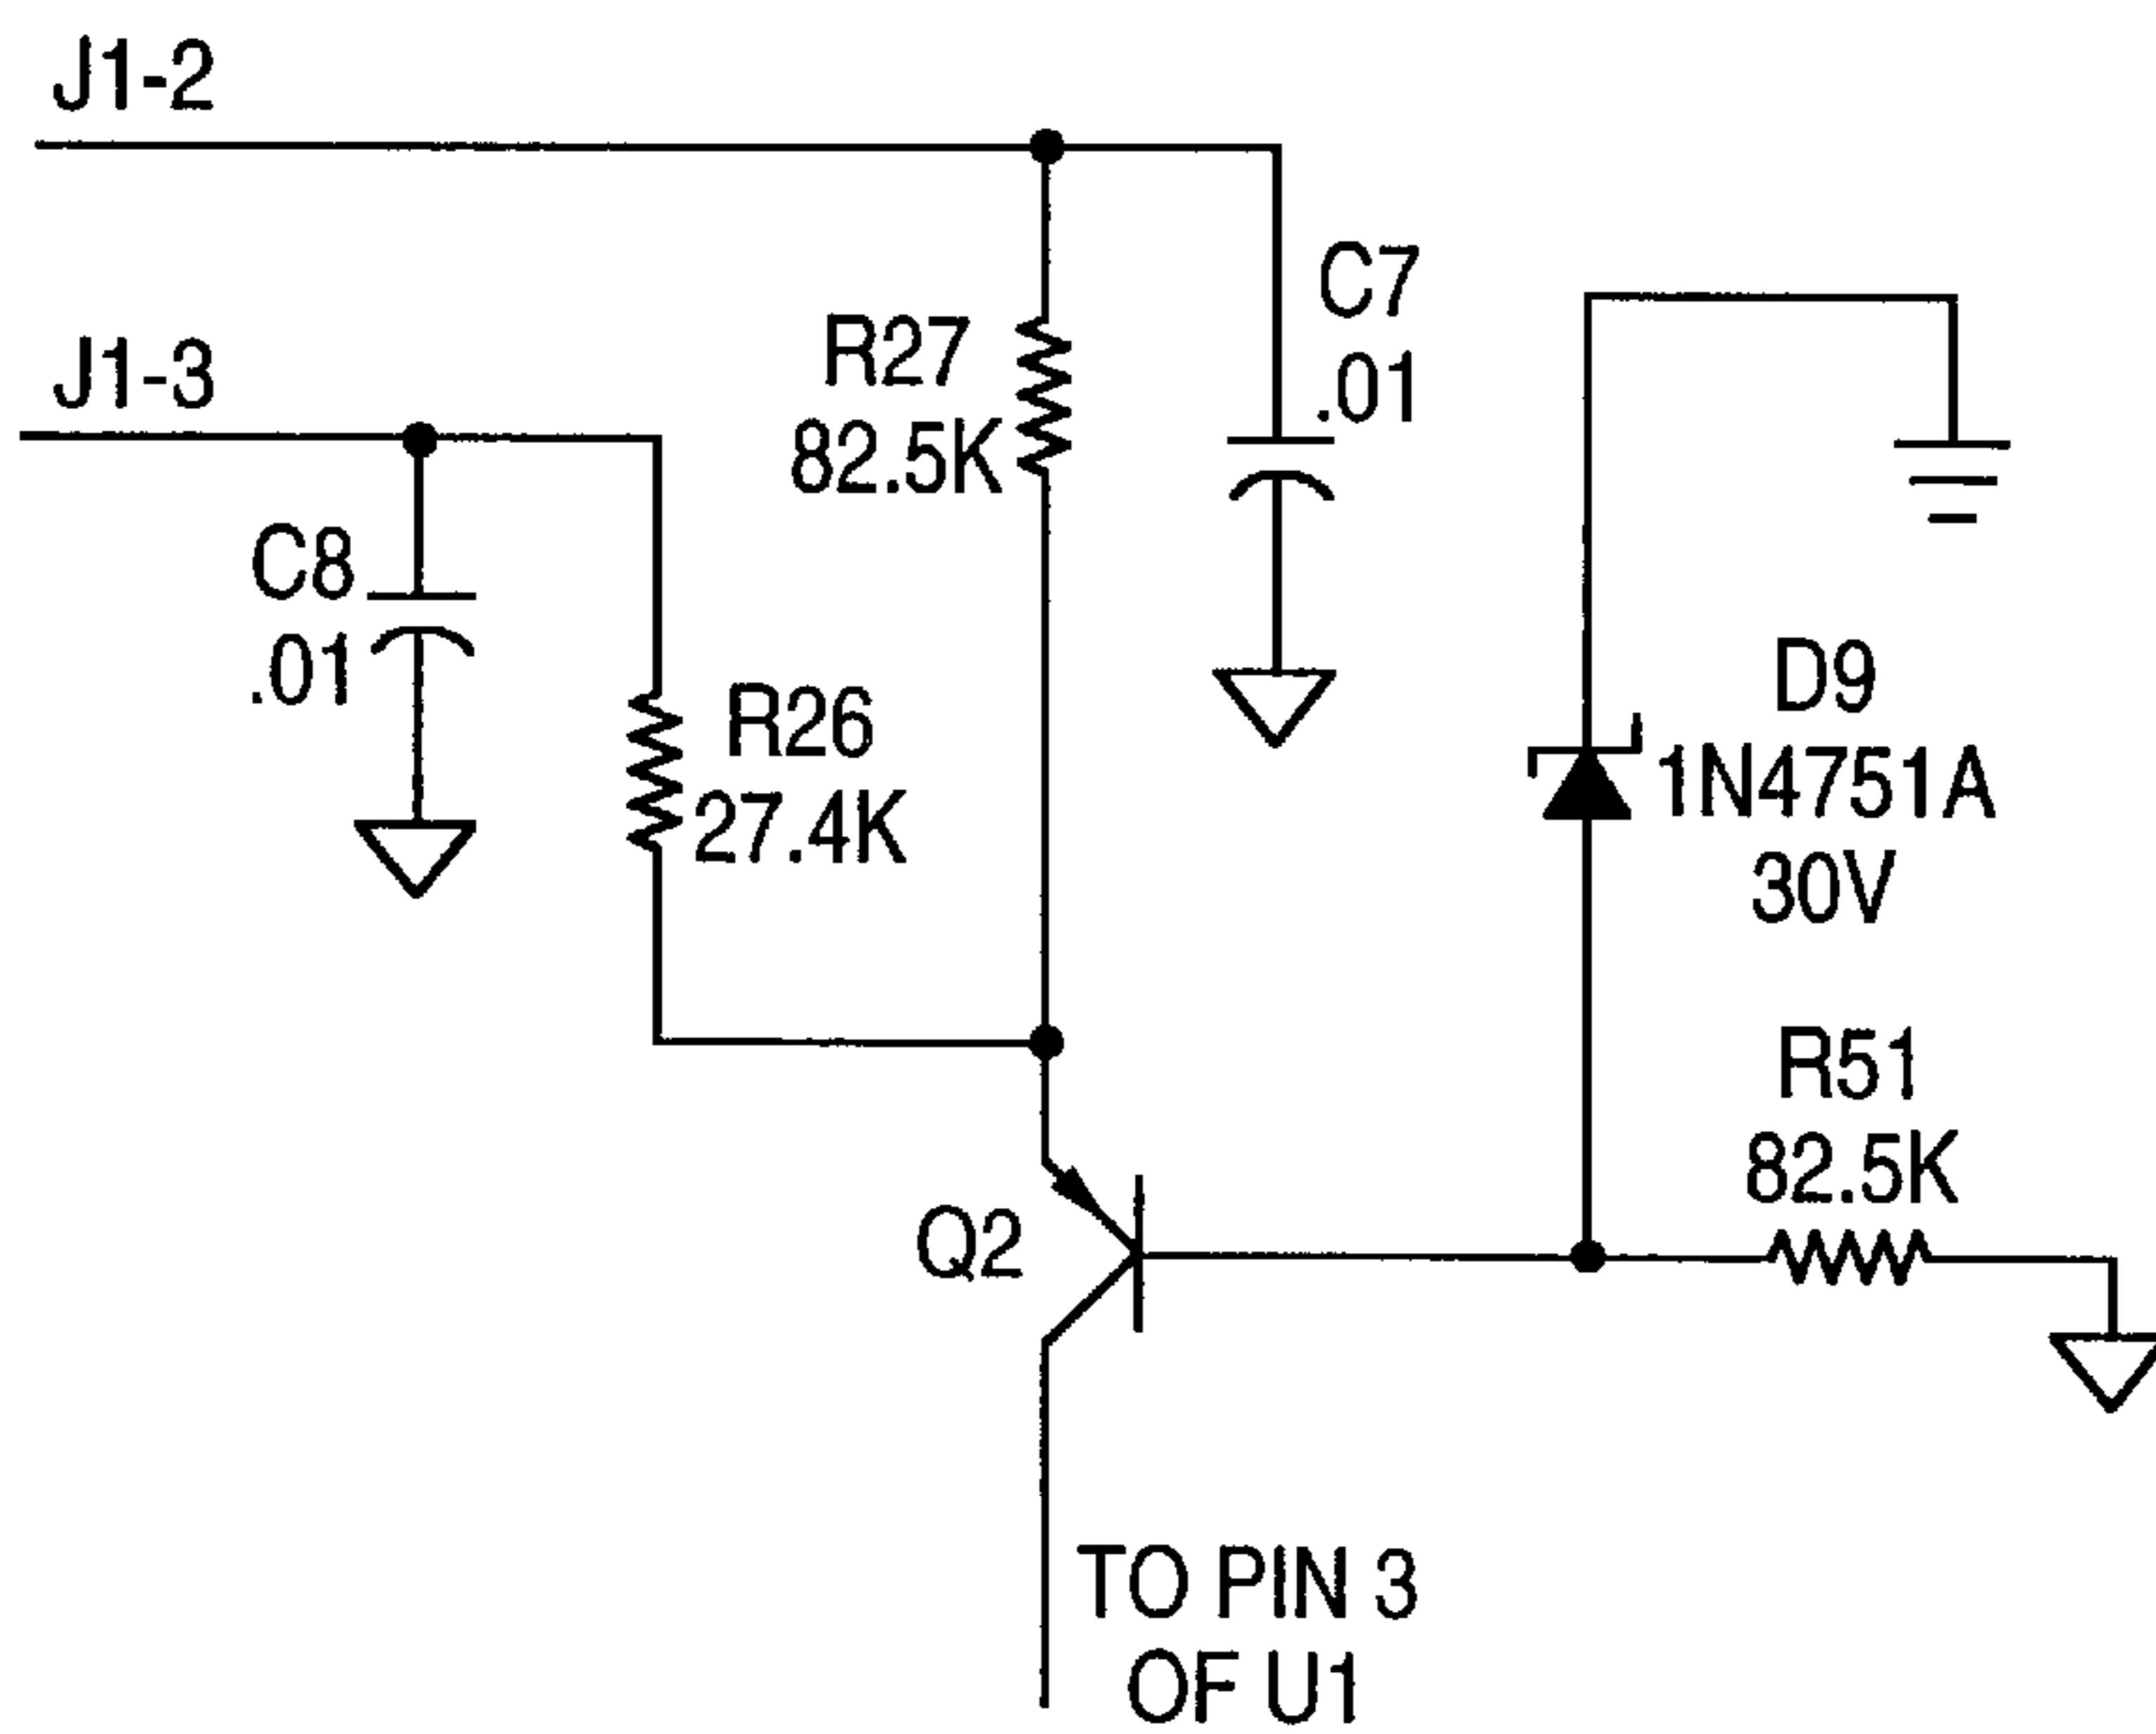 J1-2
J1-3
R27
82.5K
C7
.01
C8
.01
R26
27.4K
D9
1N4751A
30V
R51
82.5K
Q2
TO PIN 3
OF U1